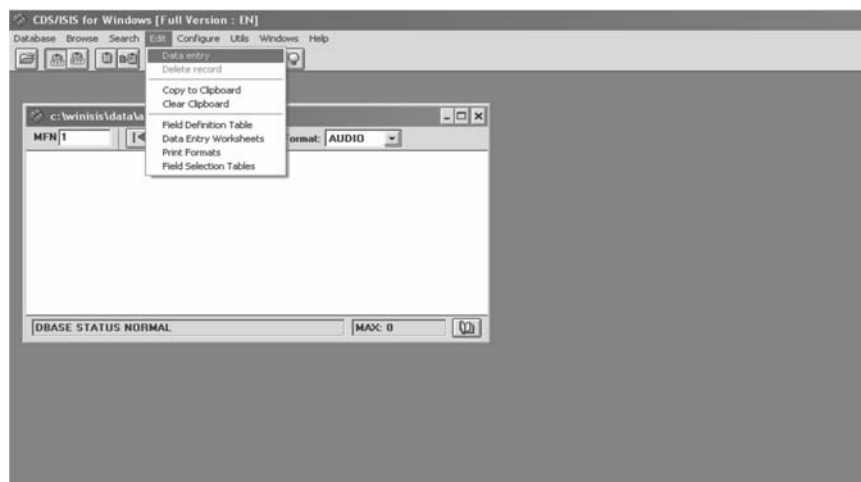 CDS/ISIS for Windows [Full Version : EN]
Database Browse Search Edit Configure Utils Windows Help
Data entry
Delete record
Copy to Clipboard
Clear Clipboard
Field Definition Table
Data Entry Worksheets
Print Formats
Field Selection Tables
c:\winisis\data\a
MFN 1 ormat: AUDIO
DBASE STATUS NORMAL MAX: 0